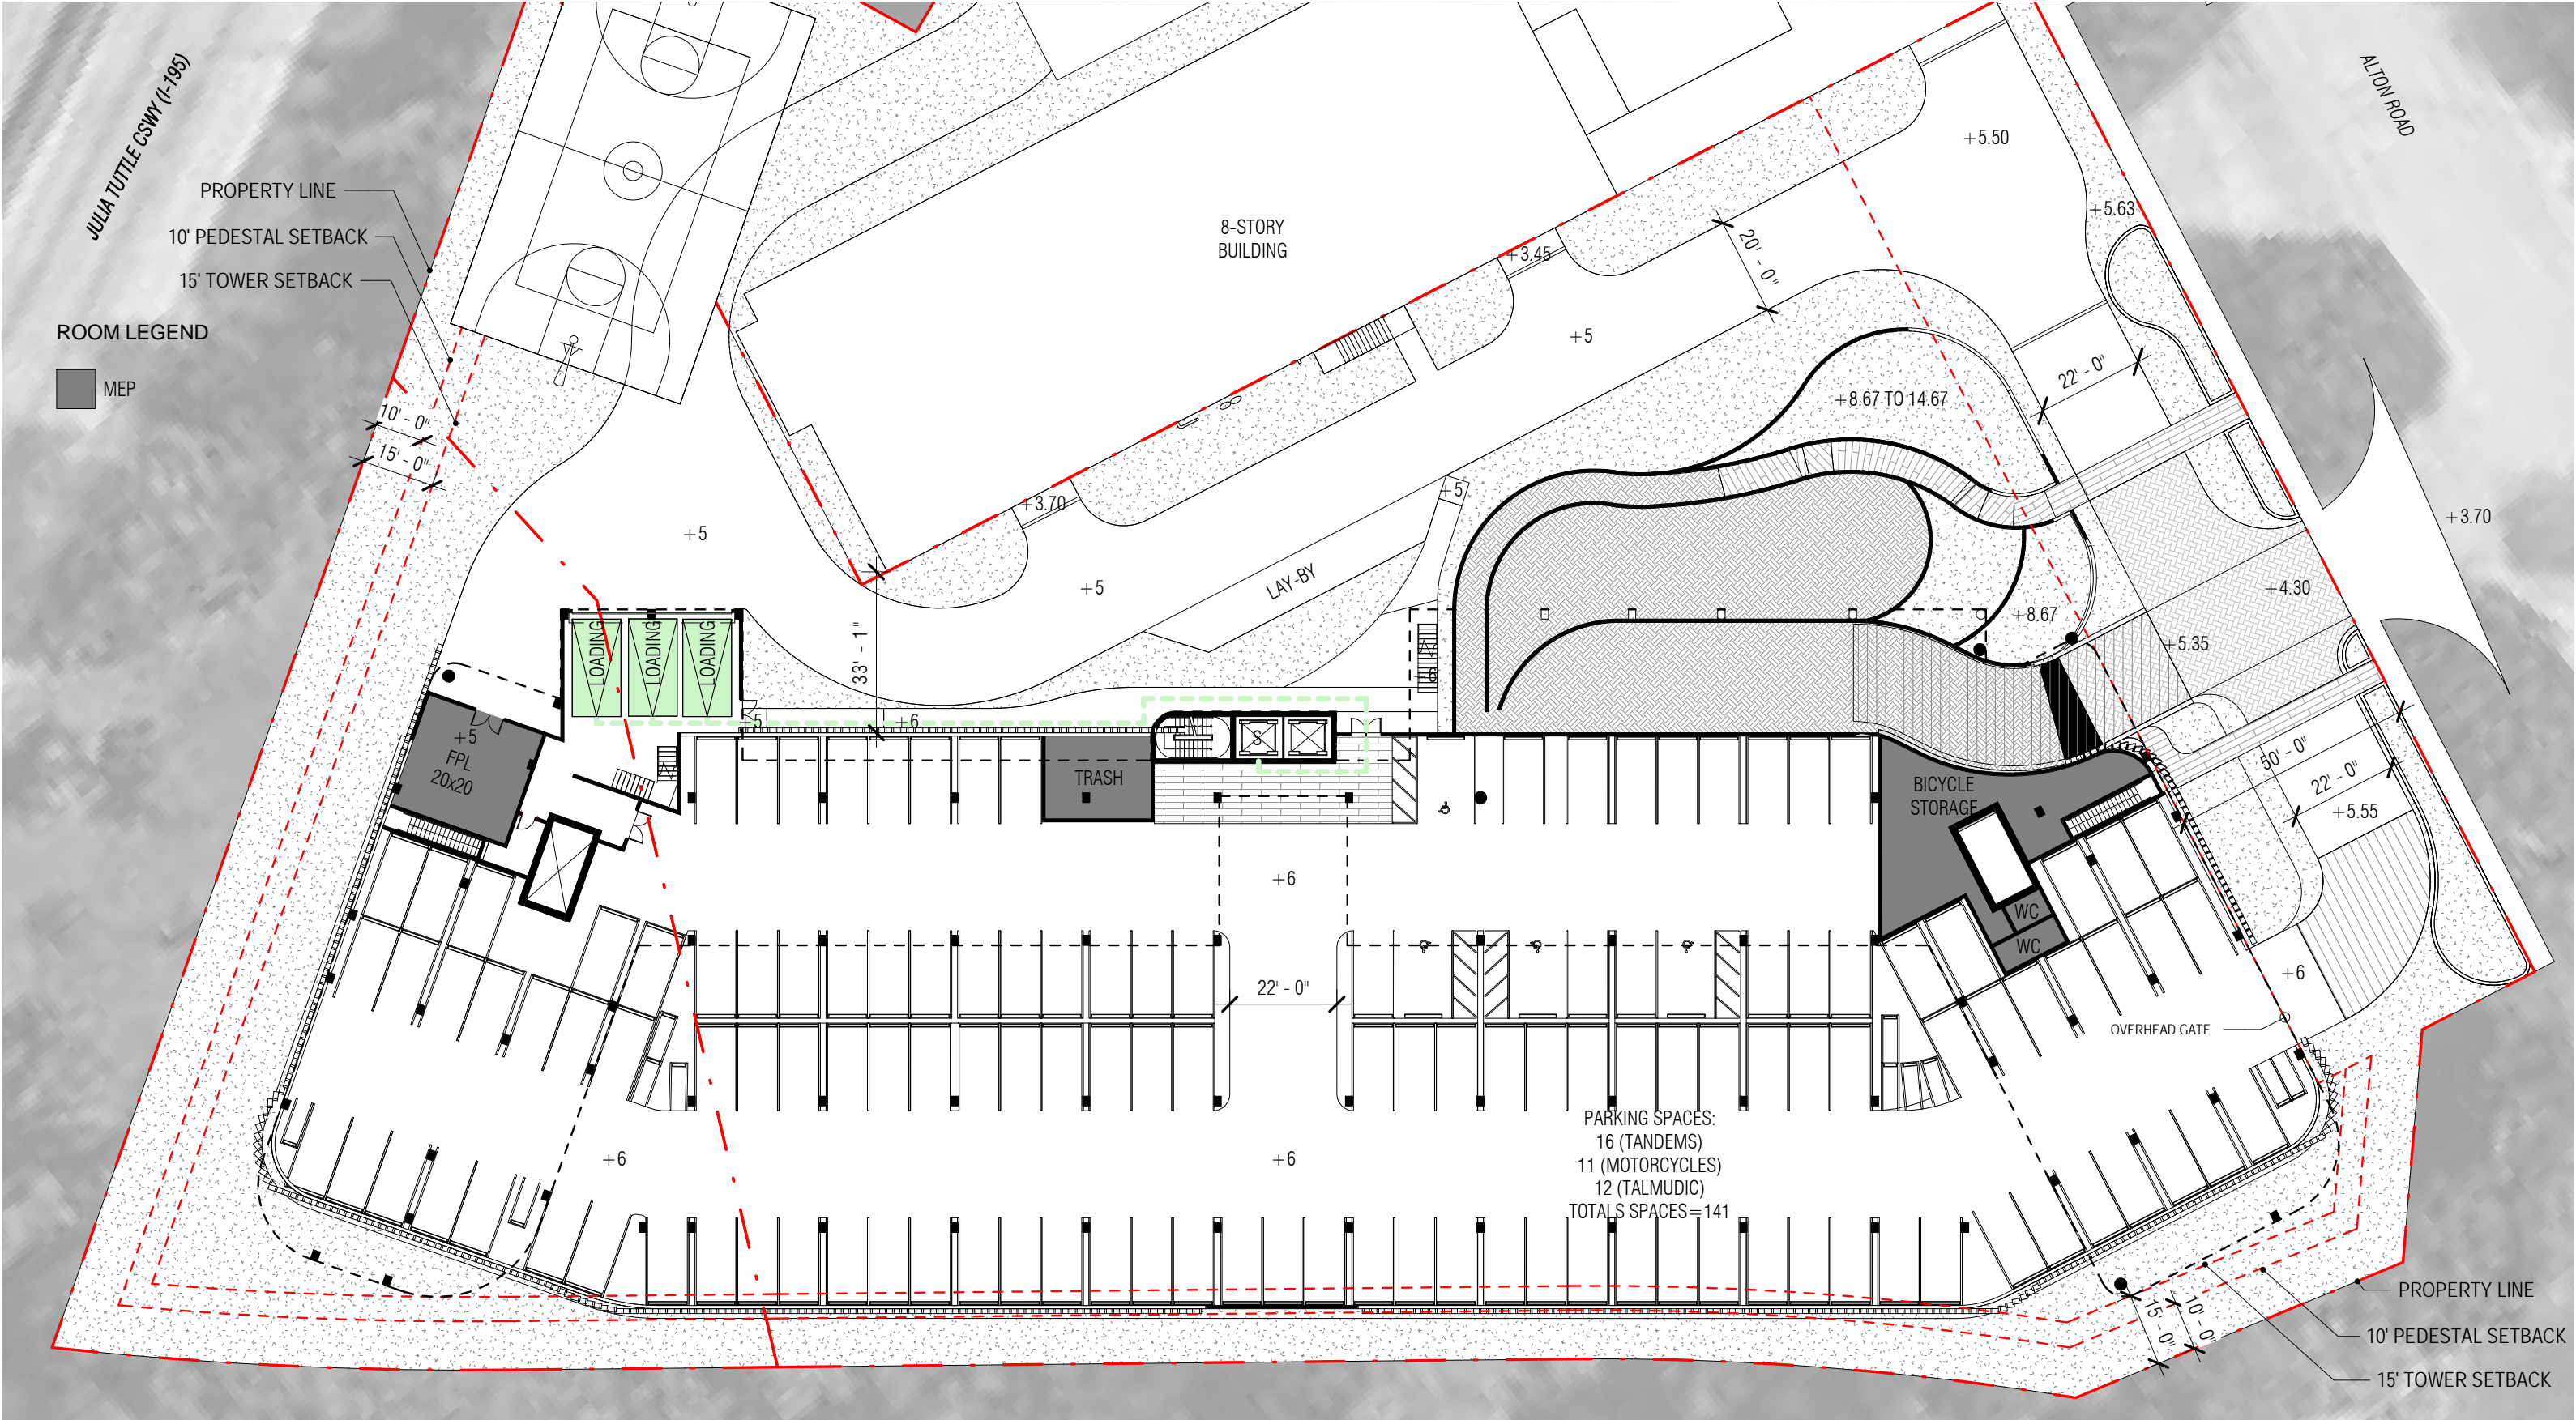 JULIA TUTTLE CSWY (I-195)
ALTON ROAD
PROPERTY LINE
10' PEDESTAL SETBACK
15' TOWER SETBACK
ROOM LEGEND
MEP
10' - 0"
15' - 0"
8-STORY
BUILDING
+5.50
+5.63
+3.45
20' - 0"
+5
22' - 0"
+8.67 TO 14.67
+3.70
+5
+3.70
+5
+5
LAY-BY
+4.30
+8.67
+5.35
LOADING
LOADING
LOADING
33' - 1"
+6
+5
+6
+5
FPL
20x20
TRASH
S
BICYCLE
STORAGE
50' - 0"
22' - 0"
+5.55
+6
WC
WC
+6
22' - 0"
OVERHEAD GATE
PARKING SPACES:
16 (TANDEMS)
11 (MOTORCYCLES)
12 (TALMUDIC)
TOTALS SPACES=141
+6
+6
15' - 0"
10' - 0"
PROPERTY LINE
10' PEDESTAL SETBACK
15' TOWER SETBACK